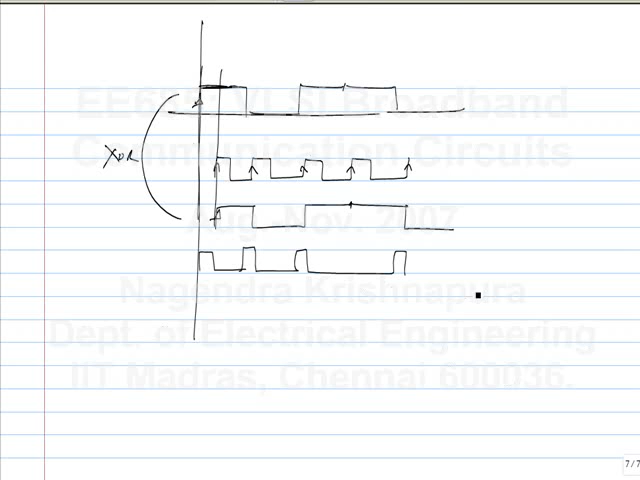 EE685: VLSI Broadband
Communication Circuits
XOR
Aug.-Nov. 2007
Nagendra Krishnapura
Dept. of Electrical Engineering
IIT Madras, Chennai 600036.
7/7